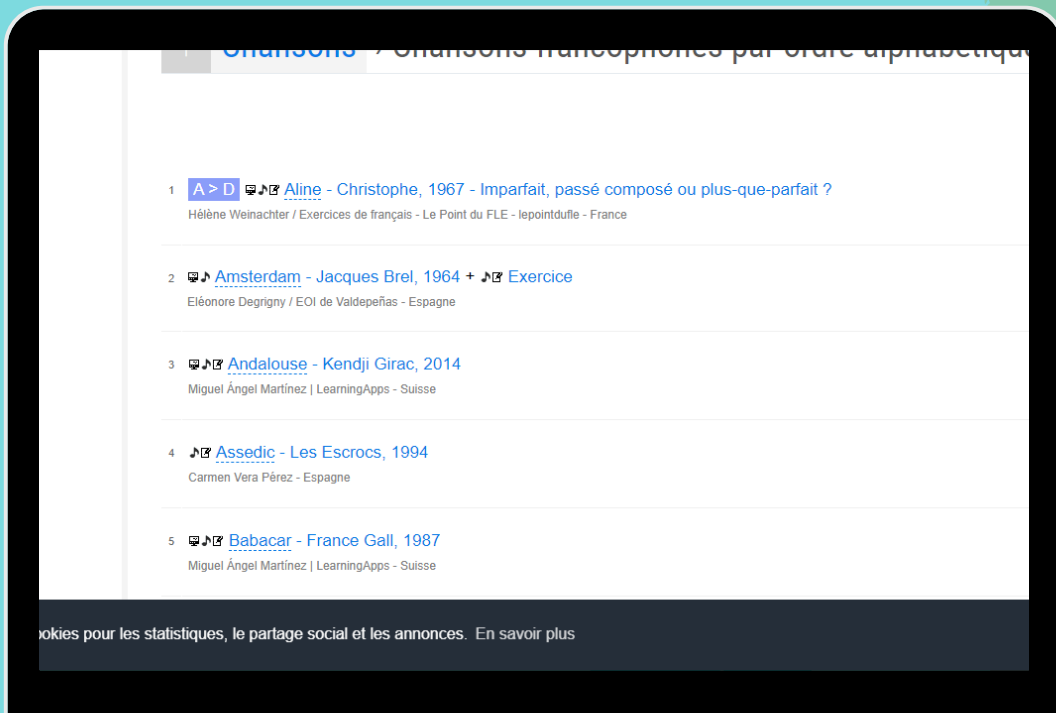 Chansons › Chansons francophones par ordre alphabétique
1 A > D Aline - Christophe, 1967 - Imparfait, passé composé ou plus-que-parfait ?
Hélène Weinachter / Exercices de français - Le Point du FLE - lepointdufle - France
2 Amsterdam - Jacques Brel, 1964 + Exercice
Eléonore Degrigny / EOI de Valdepeñas - Espagne
3 Andalouse - Kendji Girac, 2014
Miguel Ángel Martínez | LearningApps - Suisse
4 Assedic - Les Escrocs, 1994
Carmen Vera Pérez - Espagne
5 Babacar - France Gall, 1987
Miguel Ángel Martínez | LearningApps - Suisse
ookies pour les statistiques, le partage social et les annonces. En savoir plus